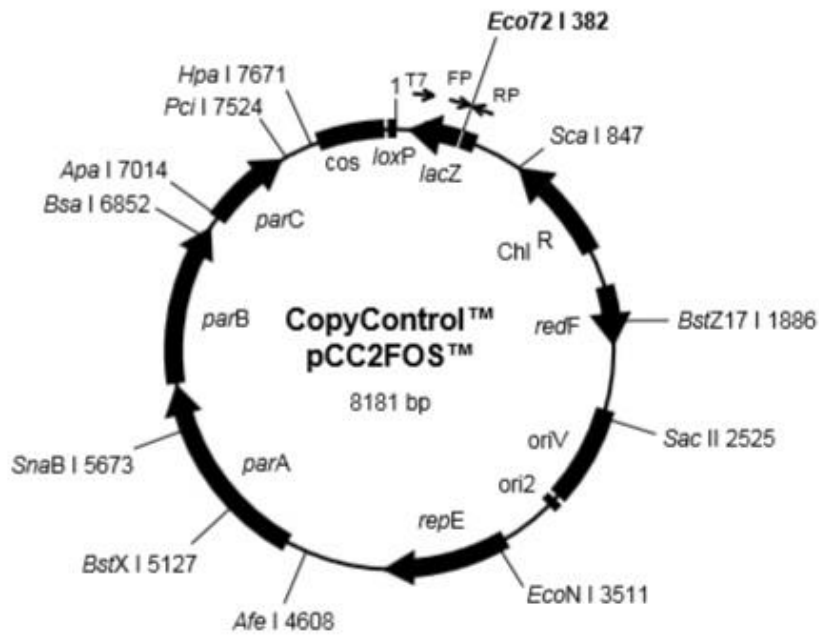 Eco72 I 382
1 T7 FP RP
Hpa I 7671
Pci I 7524
Sca I 847
cos loxP lacZ
Apa I 7014
Bsa I 6852
parC
Chl R
parB
CopyControl™
pCC2FOS™
8181 bp
redF
BstZ17 I 1886
oriV
Sac II 2525
ori2
SnaB I 5673
parA
repE
BstX I 5127
EcoN I 3511
Afe I 4608